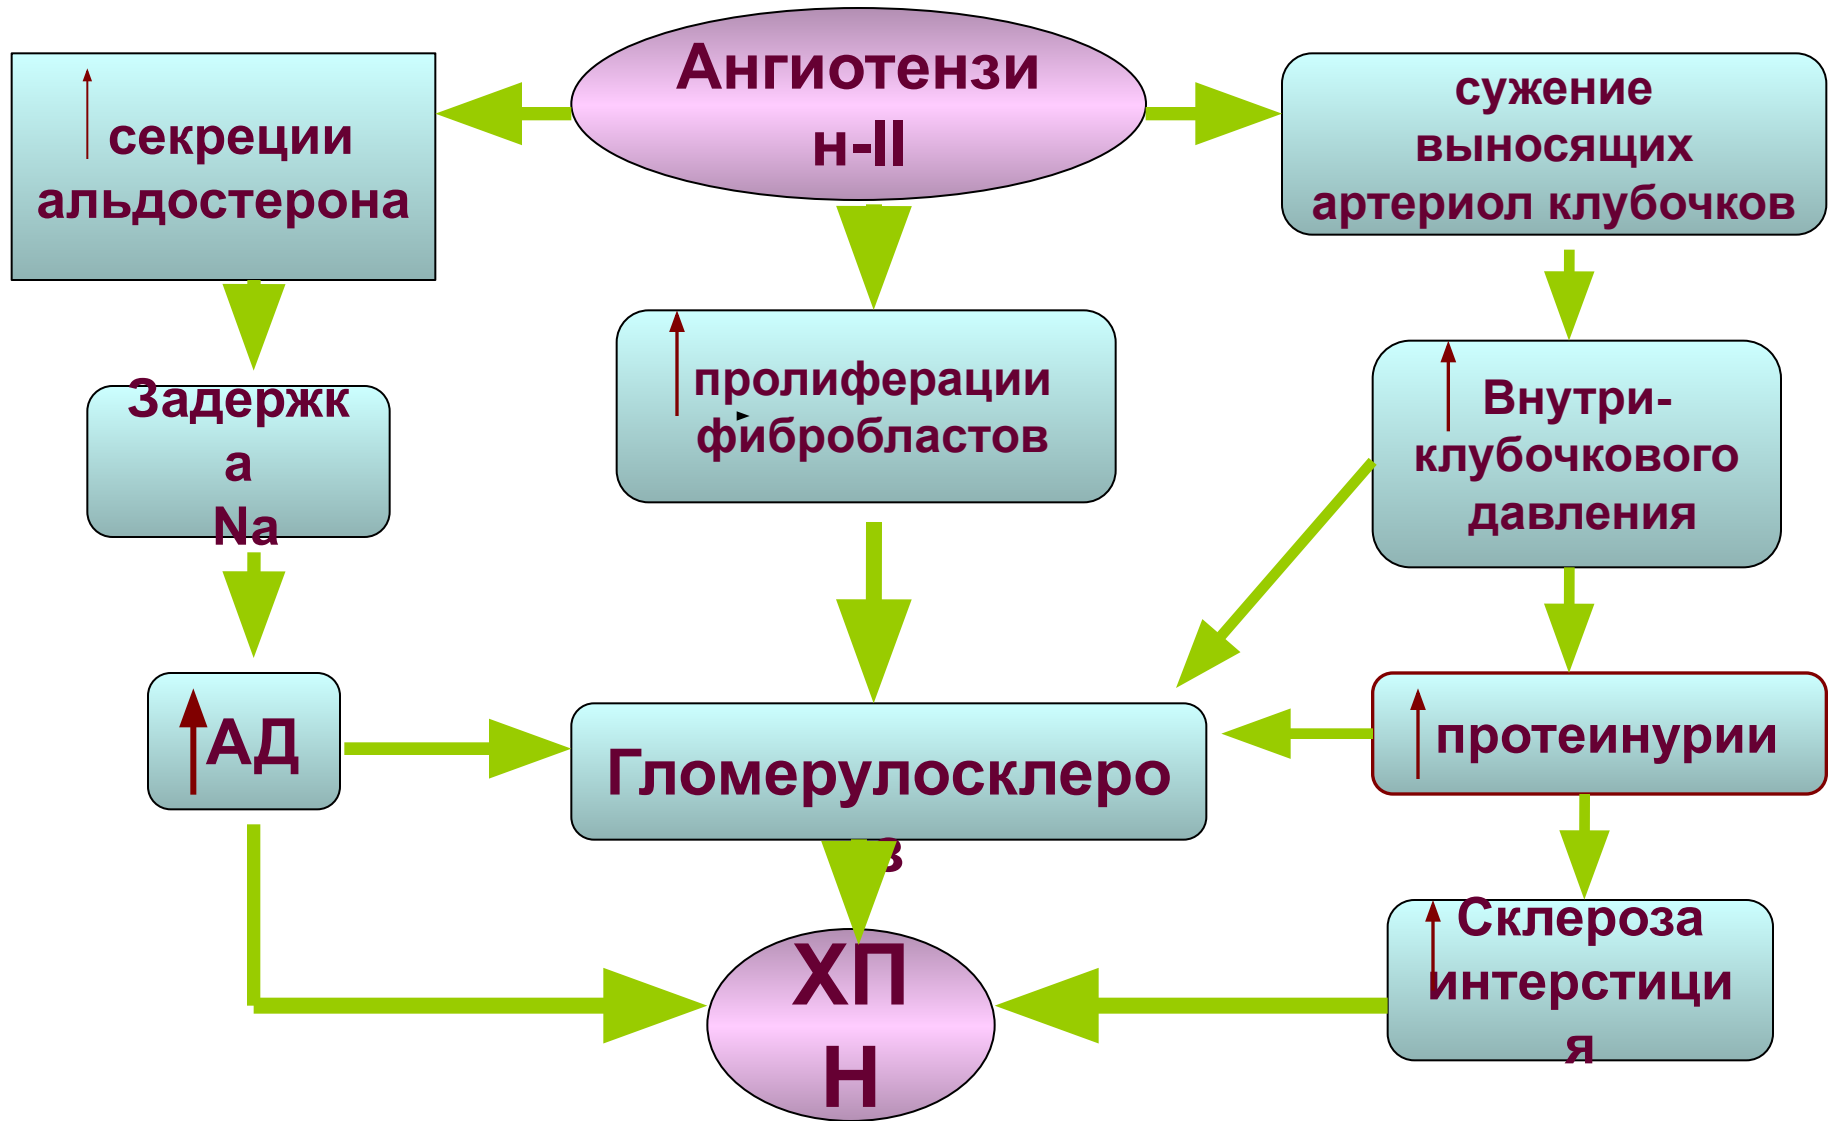 Ангиотензи
н-II
секреции
альдостерона
сужение
выносящих
артериол клубочков
пролиферации
фибробластов
Задержк
а
Na
Внутри-
клубочкового
давления
АД
Гломерулосклеро
з
протеинурии
Склероза
интерстици
я
ХП
Н